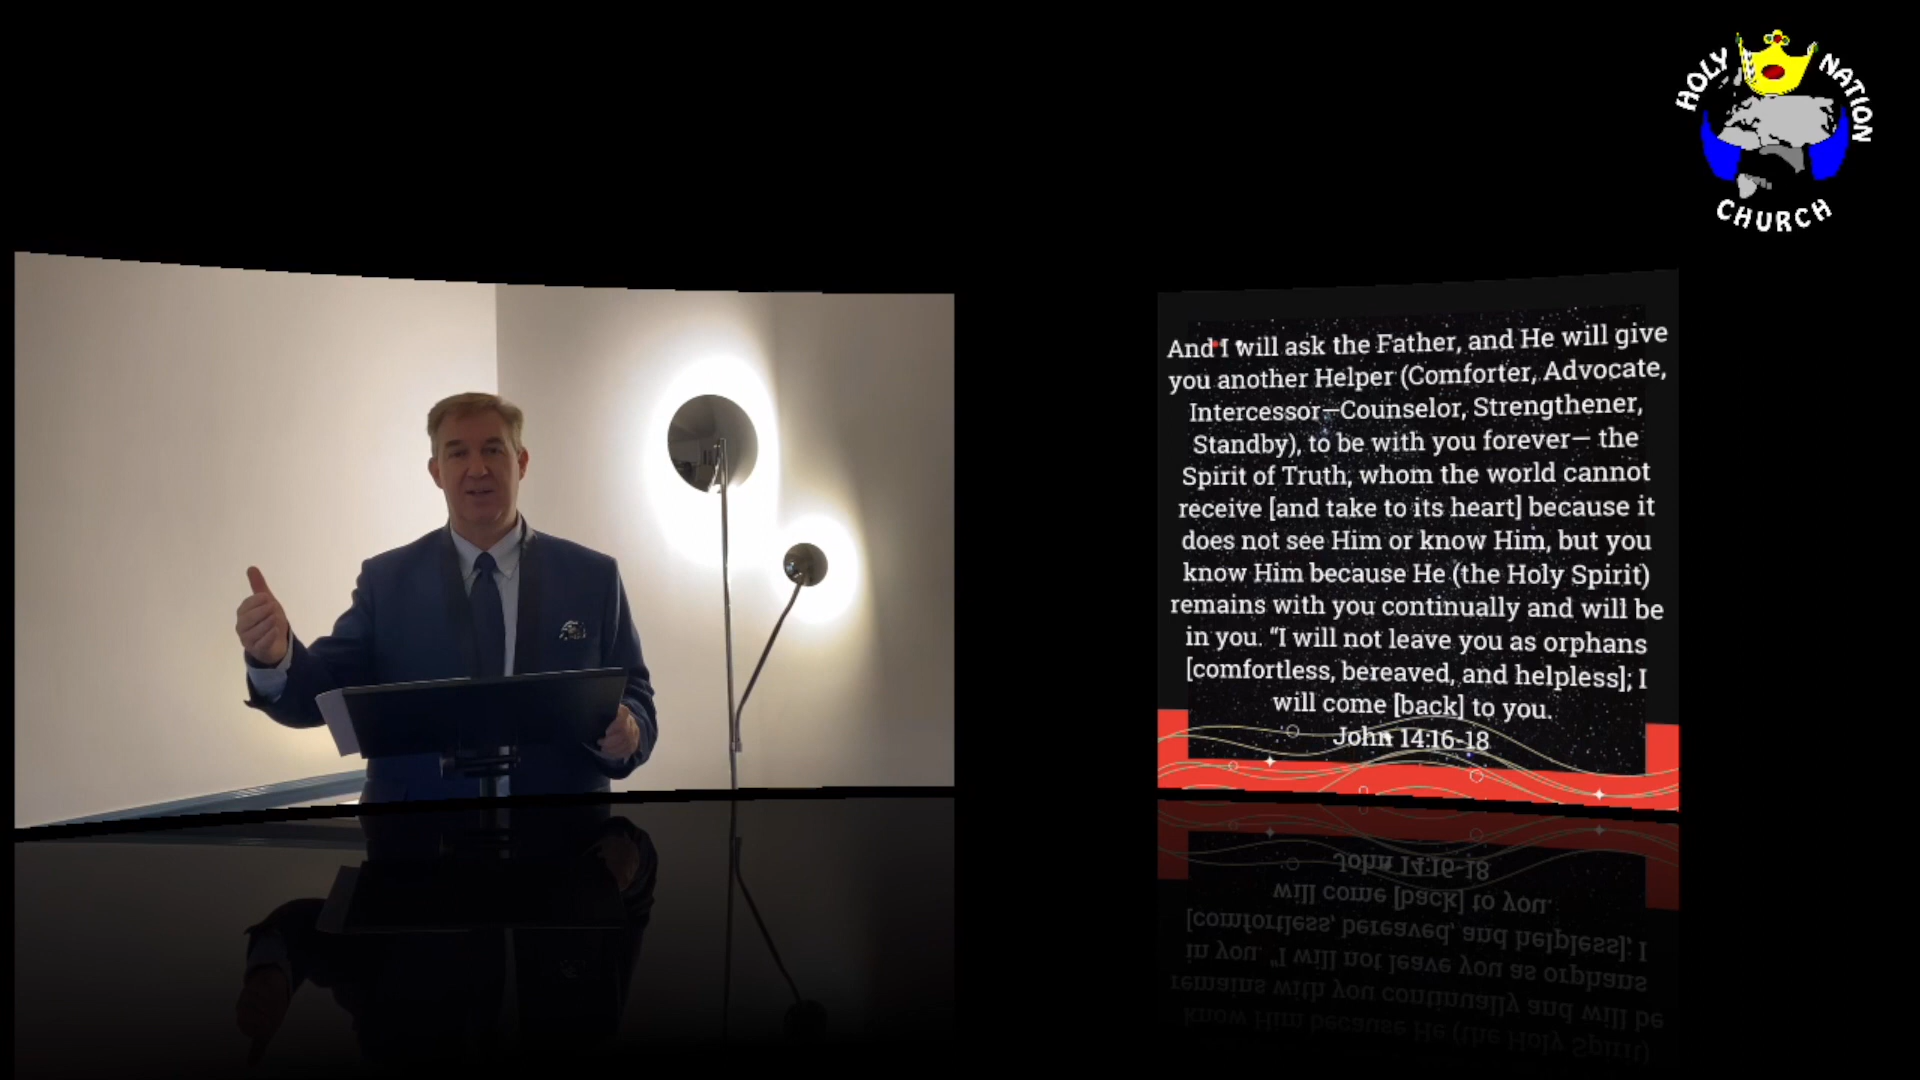 HOLY NATION
CHURCH
And I will ask the Father, and He will give
you another Helper (Comforter, Advocate,
Intercessor—Counselor, Strengthener,
Standby), to be with you forever— the
Spirit of Truth, whom the world cannot
receive [and take to its heart] because it
does not see Him or know Him, but you
know Him because He (the Holy Spirit)
remains with you continually and will be
in you. “I will not leave you as orphans
[comfortless, bereaved, and helpless]; I
will come [back] to you.
John 14:16-18